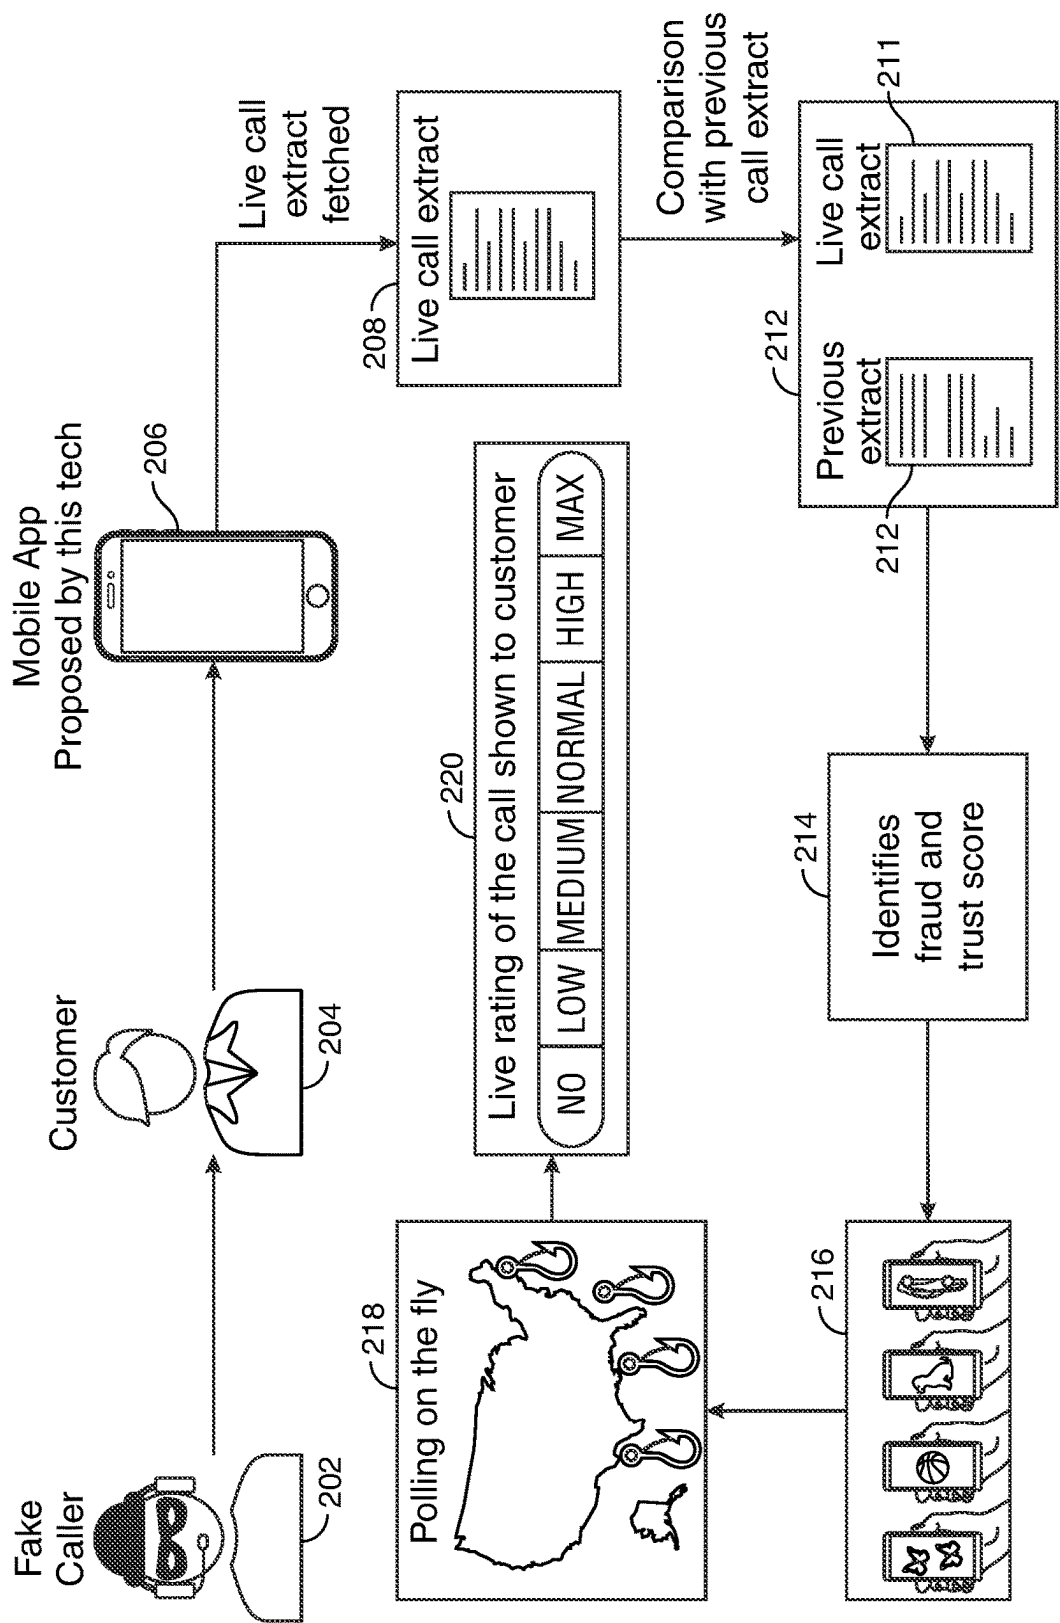 Fake
Caller
202
Customer
204
Mobile App
Proposed by this tech
206
Live call
extract
fetched
208
Live call extract
Comparison
with previous
call extract
212
Previous
extract
212
Live call
extract
211
214
Identifies
fraud and
trust score
216
218
Polling on the fly
220
Live rating of the call shown to customer
NO LOW MEDIUM NORMAL HIGH MAX